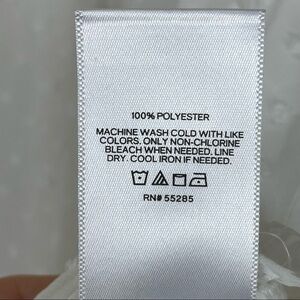 100% POLYESTER
MACHINE WASH COLD WITH LIKE
COLORS. ONLY NON-CHLORINE
BLEACH WHEN NEEDED. LINE
DRY. COOL IRON IF NEEDED.
RN# 55285